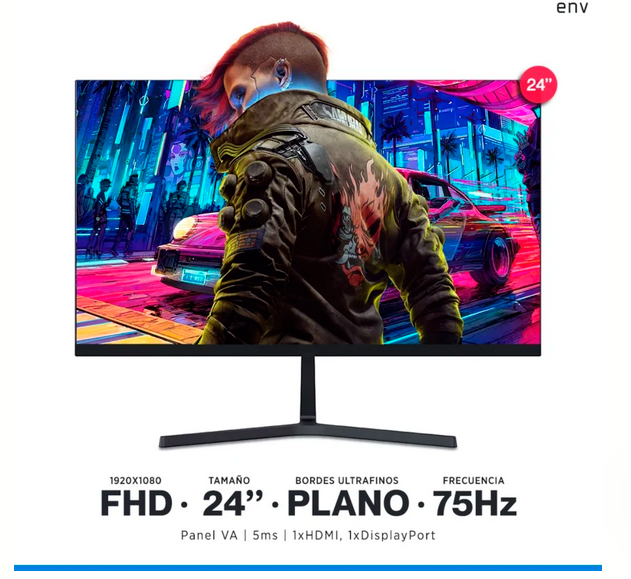 env
24”
1920X1080 TAMAÑO BORDES ULTRAFINOS FRECUENCIA
FHD · 24” · PLANO · 75Hz
Panel VA | 5ms | 1xHDMI, 1xDisplayPort